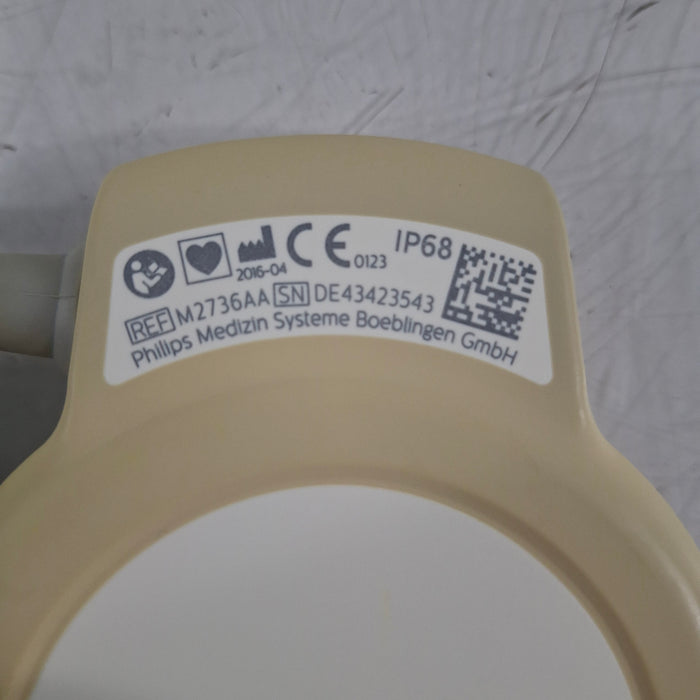 2016-04 CE 0123 IP68
REF M2736AA SN DE43423543
Philips Medizin Systeme Boeblingen GmbH